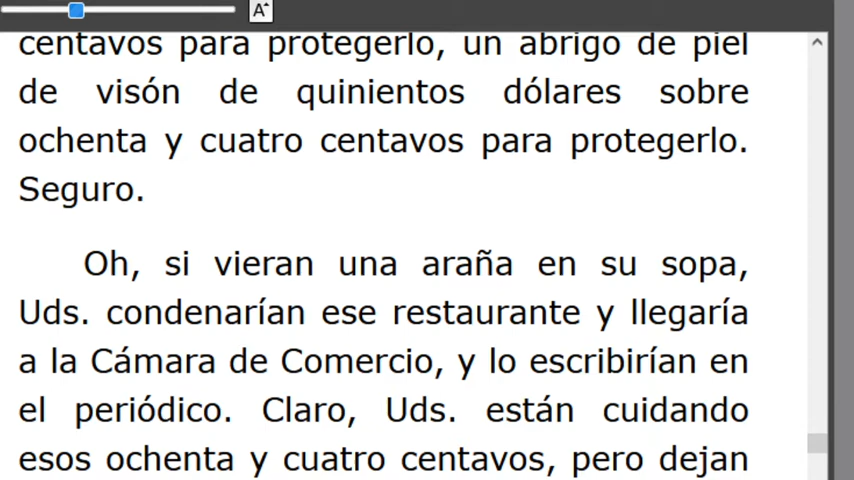 A
centavos para protegerlo, un abrigo de piel
de visón de quinientos dólares sobre
ochenta y cuatro centavos para protegerlo.
Seguro.
Oh, si vieran una araña en su sopa,
Uds. condenarían ese restaurante y llegaría
a la Cámara de Comercio, y lo escribirían en
el periódico. Claro, Uds. están cuidando
esos ochenta y cuatro centavos, pero dejan